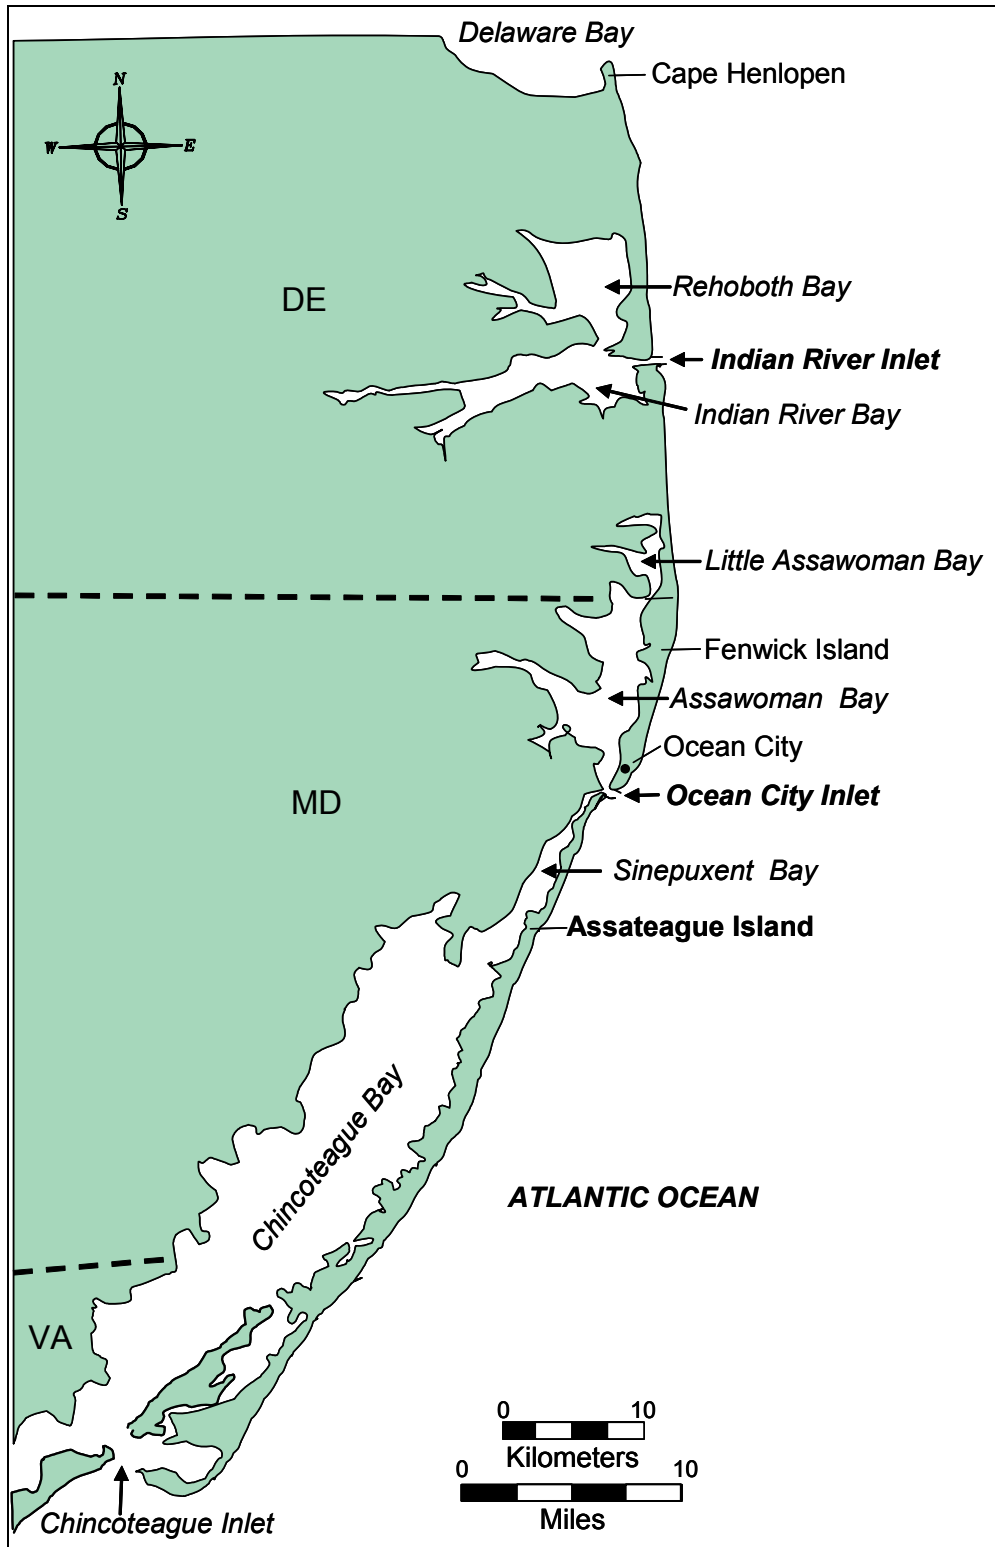 Delaware Bay
Cape Henlopen
N
W
E
S
DE
Rehoboth Bay
Indian River Inlet
Indian River Bay
Little Assawoman Bay
Fenwick Island
Assawoman Bay
Ocean City
MD
Ocean City Inlet
Sinepuxent Bay
Assateague Island
Chincoteague Bay
ATLANTIC OCEAN
VA
0 10
Kilometers
0 10
Miles
Chincoteague Inlet